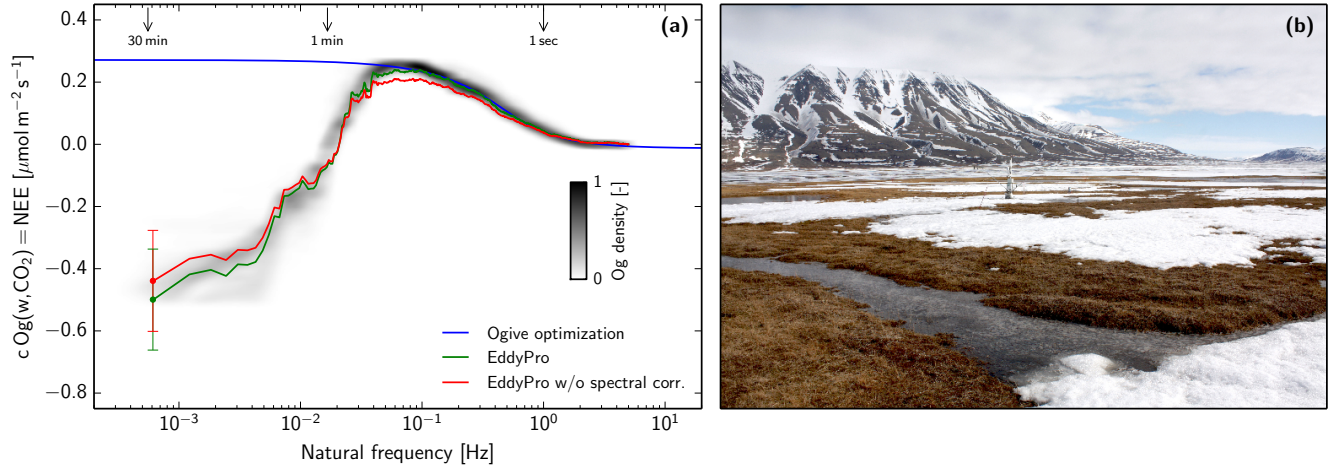 (a)
(b)
30 min
1 min
1 sec
0.4
0.2
0.0
−0.2
−0.4
−0.6
−0.8
c Og(w,CO₂) = NEE [μmol m⁻² s⁻¹]
1
0
Og density [-]
Ogive optimization
EddyPro
EddyPro w/o spectral corr.
10⁻³
10⁻²
10⁻¹
10⁰
10¹
Natural frequency [Hz]